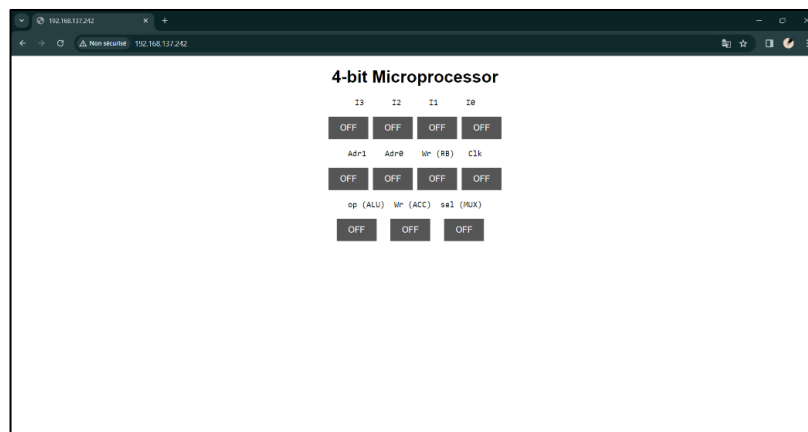 192.168.137.242
Non sécurisé 192.168.137.242
4-bit Microprocessor
I3 I2 I1 I0
OFF OFF OFF OFF
Adr1 Adr0 Wr (RB) Clk
OFF OFF OFF OFF
op (ALU) Wr (ACC) sel (MUX)
OFF OFF OFF